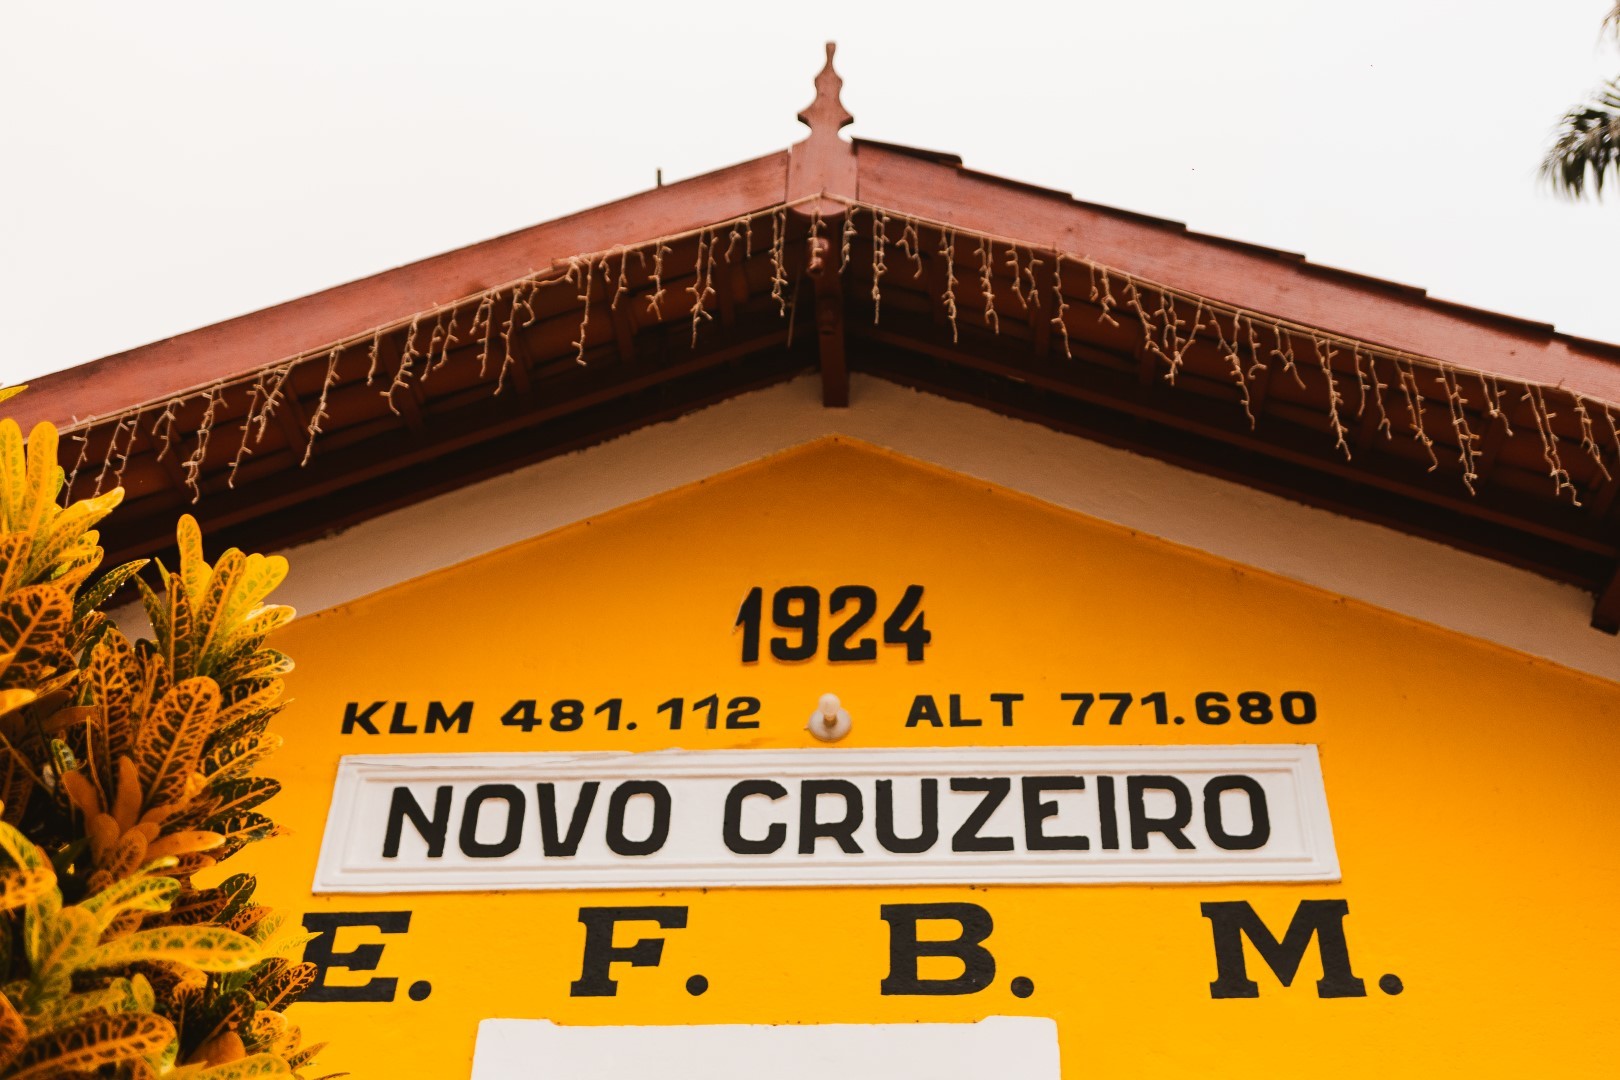 1924
KLM 481.112 ALT 771.680
NOVO CRUZEIRO
E. F. B. M.